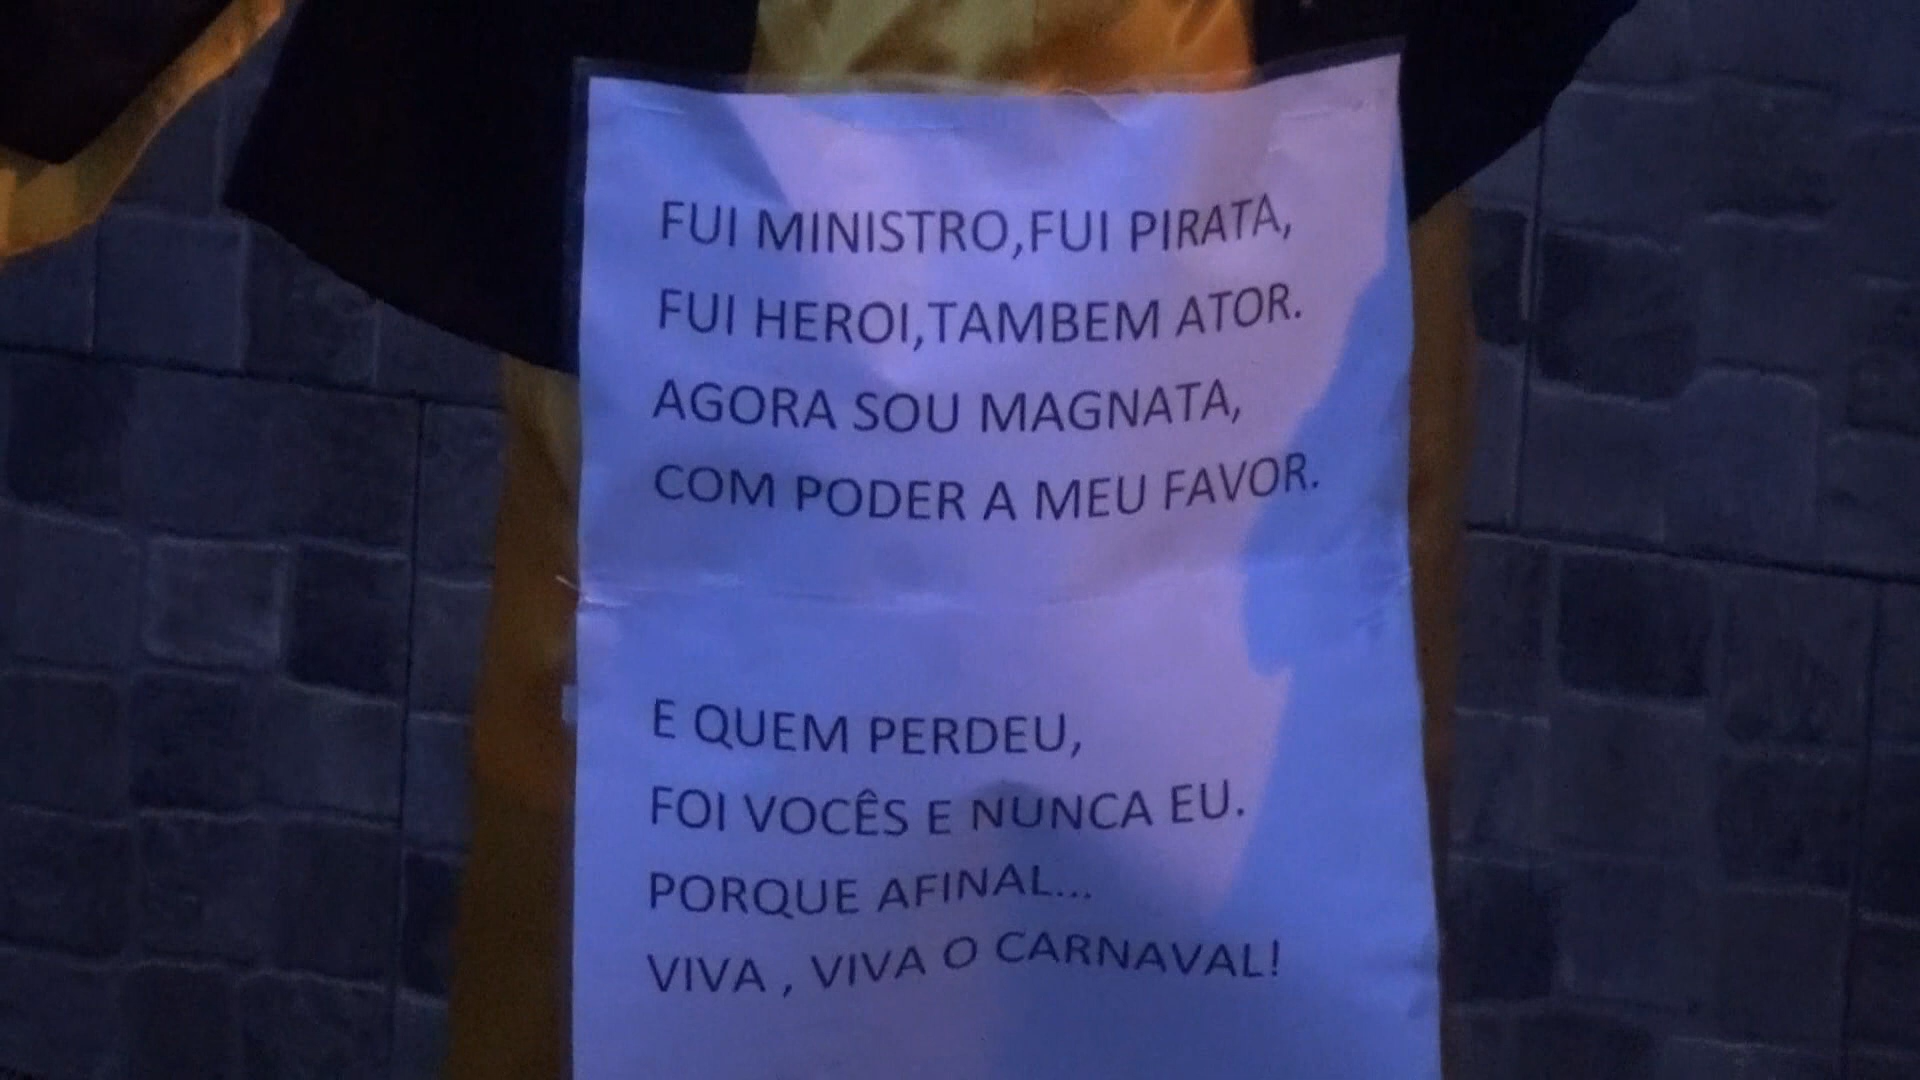 FUI MINISTRO,FUI PIRATA,
FUI HEROI,TAMBEM ATOR.
AGORA SOU MAGNATA,
COM PODER A MEU FAVOR.
E QUEM PERDEU,
FOI VOCÊS E NUNCA EU.
PORQUE AFINAL...
VIVA , VIVA O CARNAVAL!